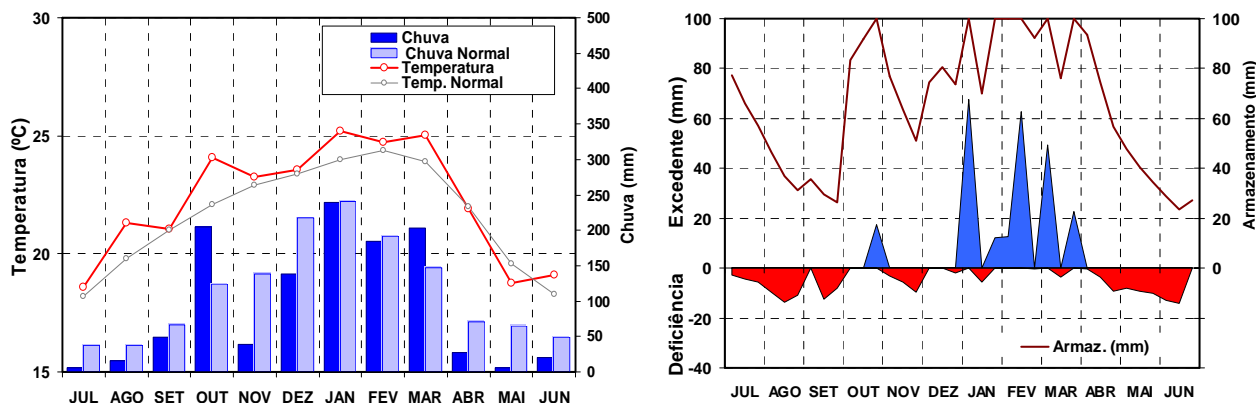 30
25
20
15
Temperatura (ºC)
Chuva
Chuva Normal
Temperatura
Temp. Normal
500
450
400
350
300
250
200
150
100
50
0
Chuva (mm)
JUL AGO SET OUT NOV DEZ JAN FEV MAR ABR MAI JUN
100
80
60
40
20
0
-20
-40
Deficiência Excedente (mm)
100
80
60
40
20
0
Armazenamento (mm)
Armaz. (mm)
JUL AGO SET OUT NOV DEZ JAN FEV MAR ABR MAI JUN